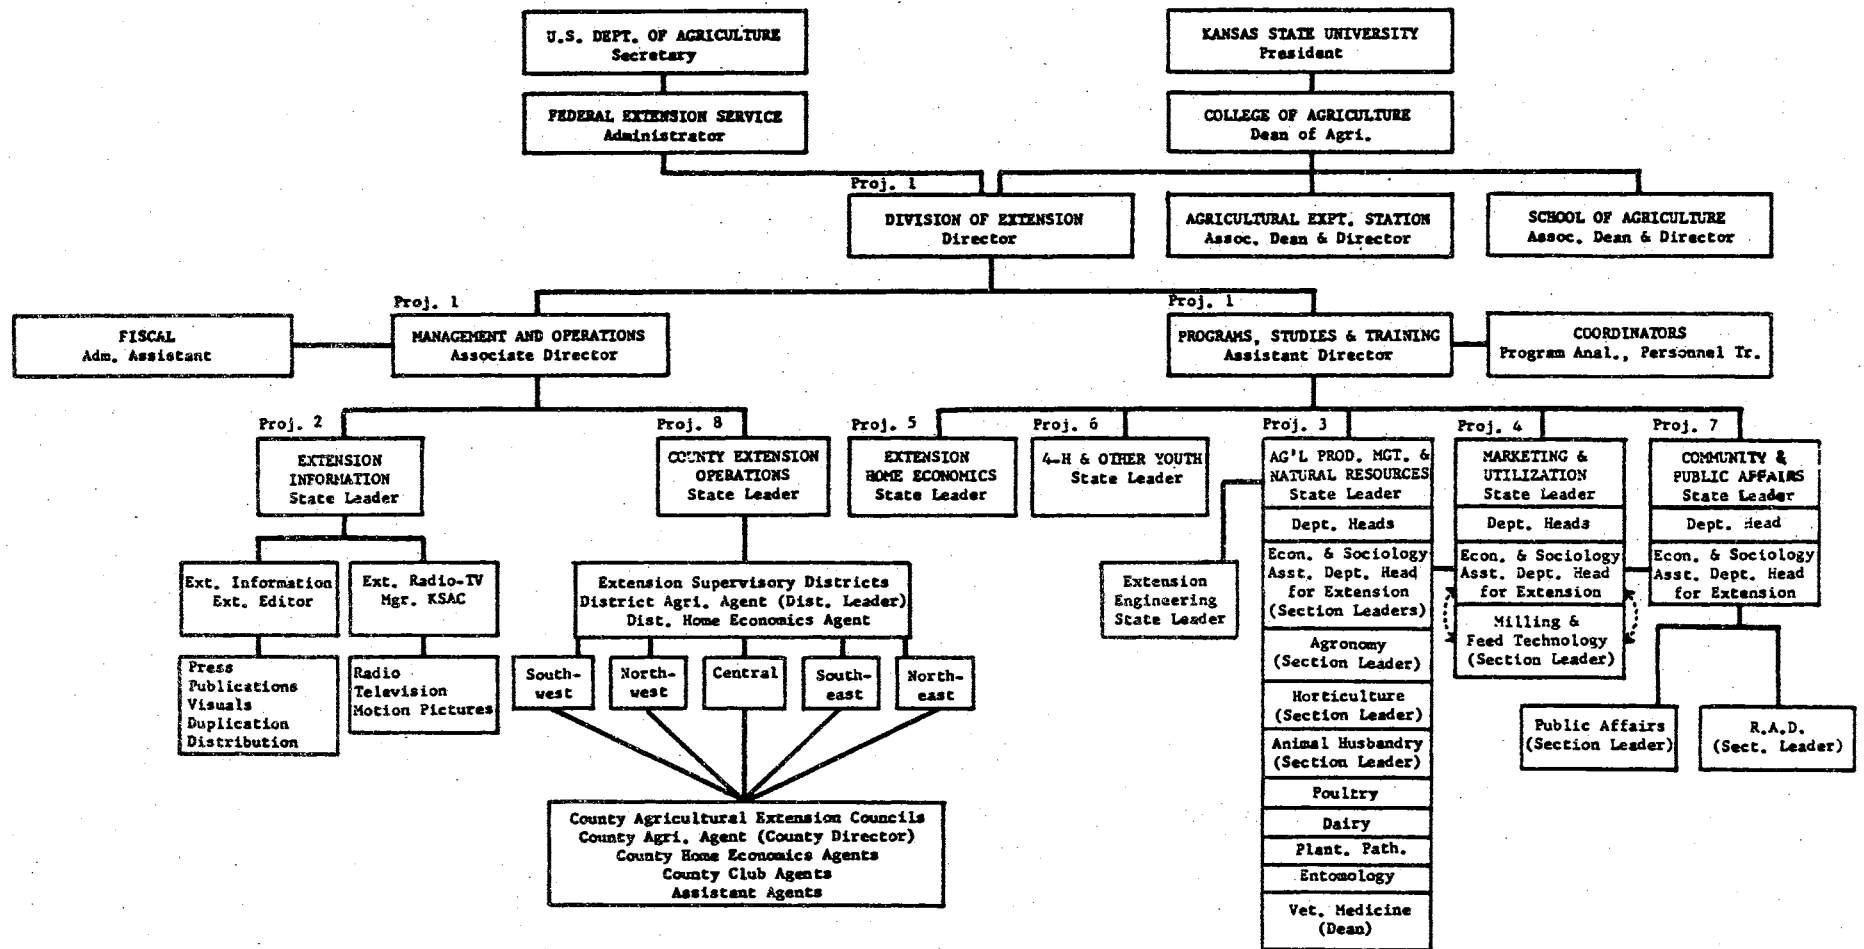 U.S. DEPT. OF AGRICULTURE
Secretary
KANSAS STATE UNIVERSITY
President
FEDERAL EXTENSION SERVICE
Administrator
COLLEGE OF AGRICULTURE
Dean of Agri.
Proj. 1
DIVISION OF EXTENSION
Director
AGRICULTURAL EXPT. STATION
Assoc. Dean & Director
SCHOOL OF AGRICULTURE
Assoc. Dean & Director
FISCAL
Adm. Assistant
Proj. 1
MANAGEMENT AND OPERATIONS
Associate Director
Proj. 1
PROGRAMS, STUDIES & TRAINING
Assistant Director
COORDINATORS
Program Anal., Personnel Tr.
Proj. 2
EXTENSION
INFORMATION
State Leader
Proj. 8
COUNTY EXTENSION
OPERATIONS
State Leader
Proj. 5
EXTENSION
HOME ECONOMICS
State Leader
Proj. 6
4-H & OTHER YOUTH
State Leader
Proj. 3
AG'L PROD. MGT. &
NATURAL RESOURCES
State Leader
Dept. Heads
Econ. & Sociology
Asst. Dept. Head
for Extension
(Section Leaders)
Agronomy
(Section Leader)
Horticulture
(Section Leader)
Animal Husbandry
(Section Leader)
Poultry
Dairy
Plant. Path.
Entomology
Vet. Medicine
(Dean)
Proj. 4
MARKETING &
UTILIZATION
State Leader
Dept. Heads
Econ. & Sociology
Asst. Dept. Head
for Extension
Milling &
Feed Technology
(Section Leader)
Proj. 7
COMMUNITY &
PUBLIC AFFAIRS
State Leader
Dept. Head
Econ. & Sociology
Asst. Dept. Head
for Extension
Public Affairs
(Section Leader)
R.A.D.
(Sect. Leader)
Extension
Engineering
State Leader
Ext. Information
Ext. Editor
Ext. Radio-TV
Mgr. KSAC
Press
Publications
Visuals
Duplication
Distribution
Radio
Television
Motion Pictures
Extension Supervisory Districts
District Agri. Agent (Dist. Leader)
Dist. Home Economics Agent
South-
west
North-
west
Central
South-
east
North-
east
County Agricultural Extension Councils
County Agri. Agent (County Director)
County Home Economics Agents
County Club Agents
Assistant Agents